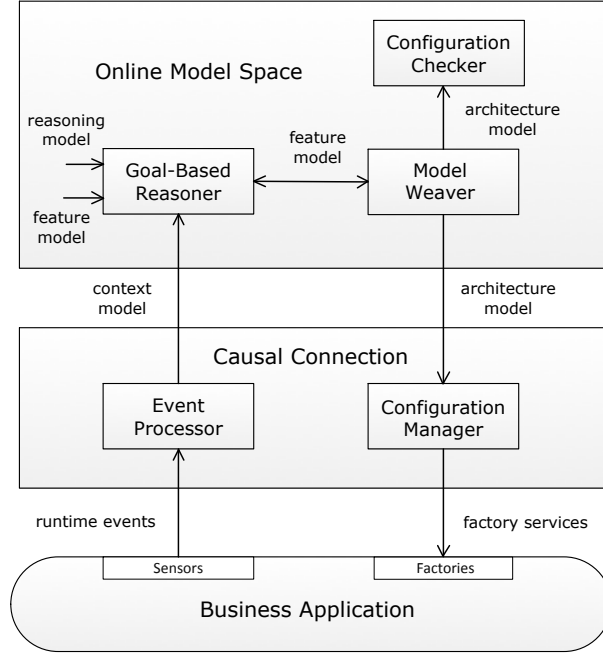 Online Model Space
Configuration
Checker
reasoning
model
feature
model
architecture
model
Goal-Based
Reasoner
Model
Weaver
feature
model
context
model
architecture
model
Causal Connection
Event
Processor
Configuration
Manager
runtime events
factory services
Sensors
Factories
Business Application